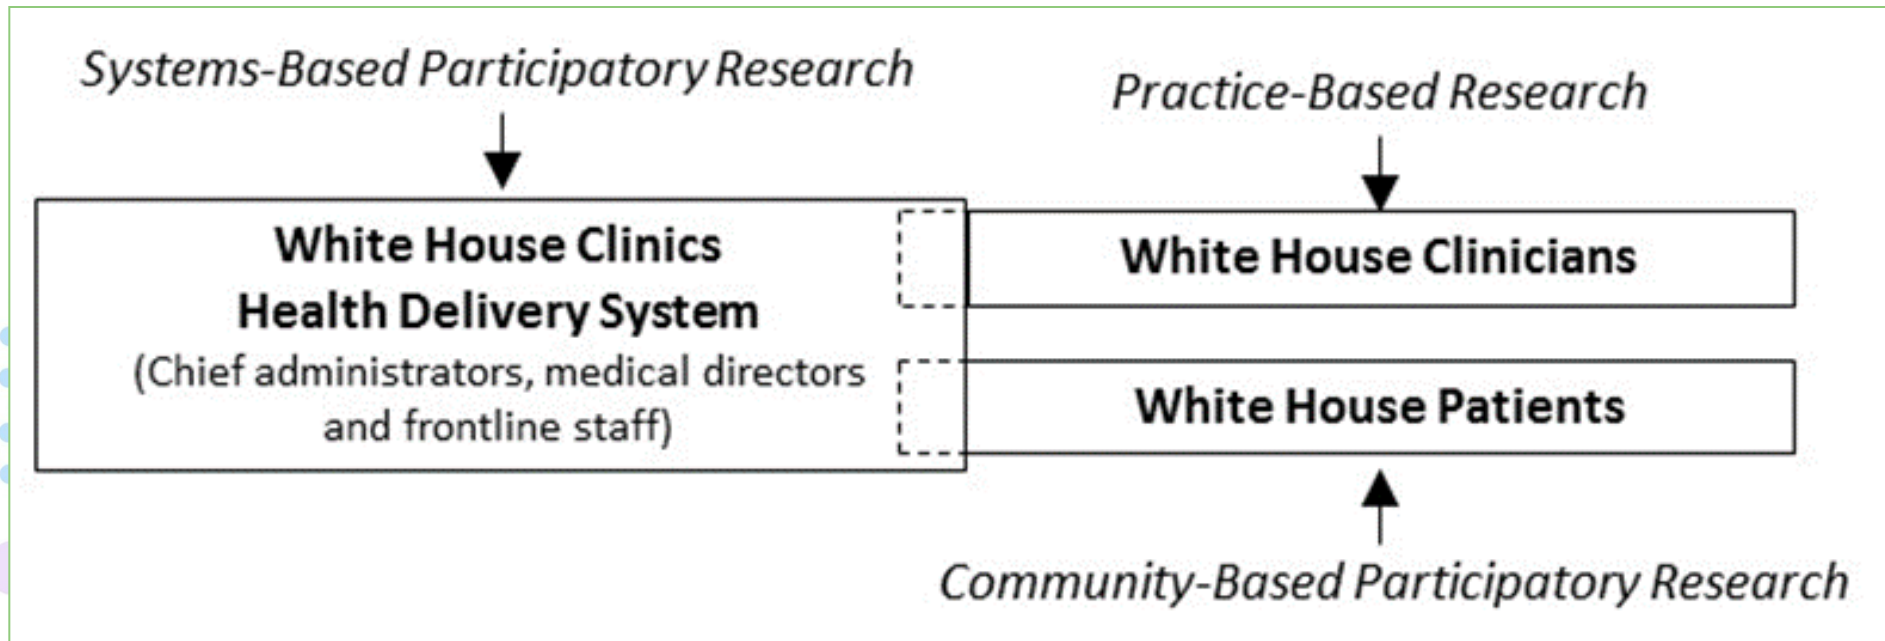 Systems-Based Participatory Research
Practice-Based Research
White House Clinics
Health Delivery System
(Chief administrators, medical directors
and frontline staff)
White House Clinicians
White House Patients
Community-Based Participatory Research